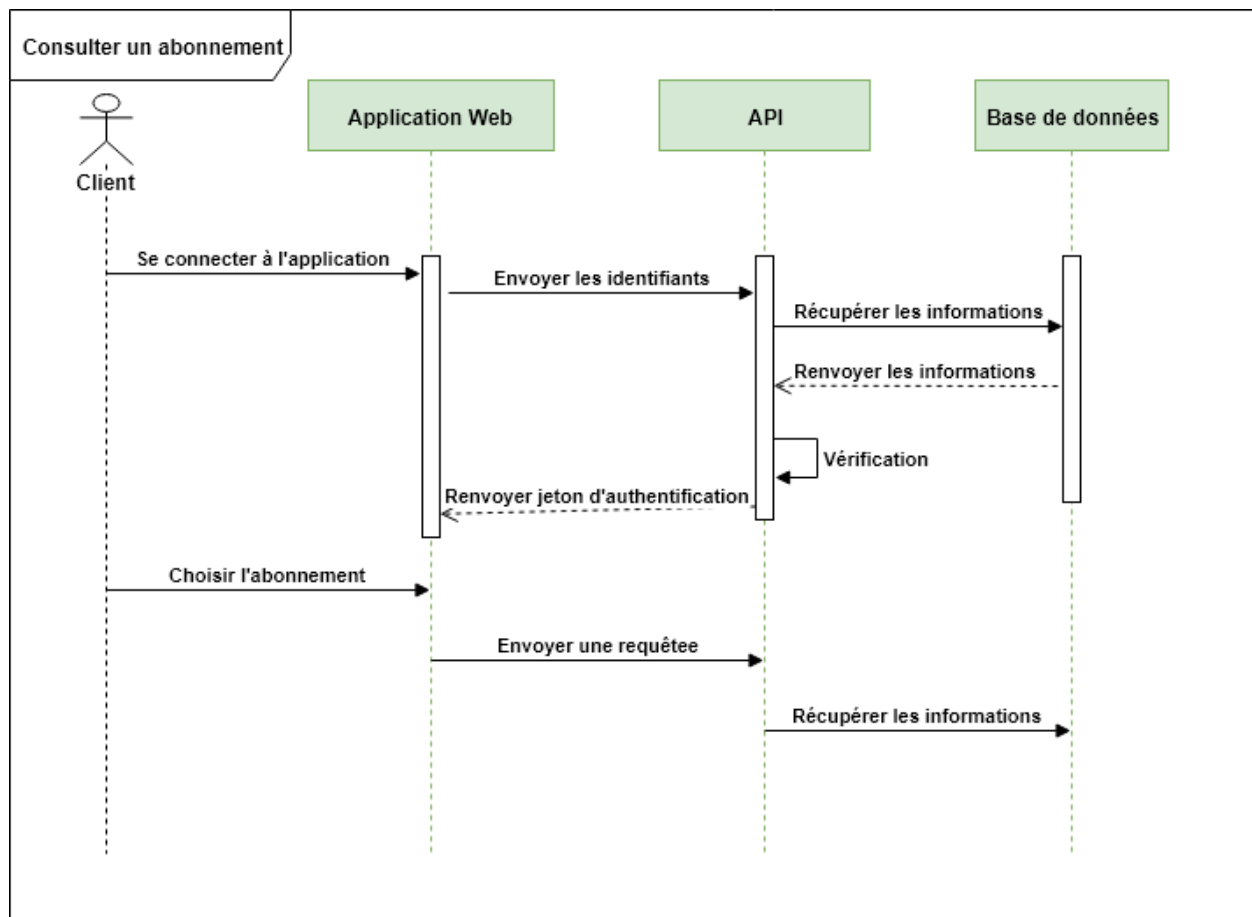 Consulter un abonnement
Application Web
API
Base de données
Client
Se connecter à l'application
Envoyer les identifiants
Récupérer les informations
Renvoyer les informations
Vérification
Renvoyer jeton d'authentification
Choisir l'abonnement
Envoyer une requêtee
Récupérer les informations